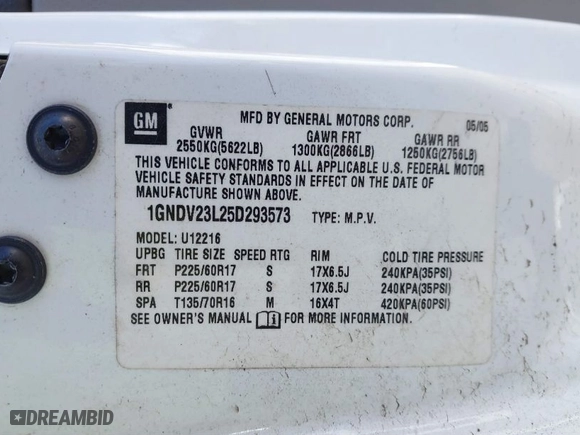 GM
MFD BY GENERAL MOTORS CORP. 05/05
GVWR GAWR FRT GAWR RR
2550KG(5622LB) 1300KG(2866LB) 1250KG(2756LB)
THIS VEHICLE CONFORMS TO ALL APPLICABLE U.S. FEDERAL MOTOR
VEHICLE SAFETY STANDARDS IN EFFECT ON THE DATE OF
MANUFACTURE SHOWN ABOVE.
1GNDV23L25D293573 TYPE: M.P.V.
MODEL: U12216
UPBG TIRE SIZE SPEED RTG RIM COLD TIRE PRESSURE
FRT P225/60R17 S 17X6.5J 240KPA(35PSI)
RR P225/60R17 S 17X6.5J 240KPA(35PSI)
SPA T135/70R16 M 16X4T 420KPA(60PSI)
SEE OWNER'S MANUAL FOR MORE INFORMATION.
DREAMBID